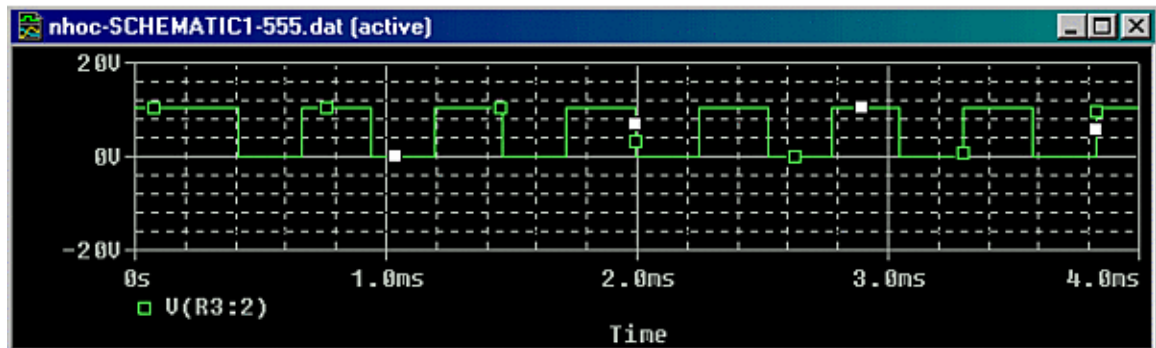 nhoc-SCHEMATIC1-555.dat (active)
20V
0V
-20V
0s 1.0ms 2.0ms 3.0ms 4.0ms
V(R3:2)
Time